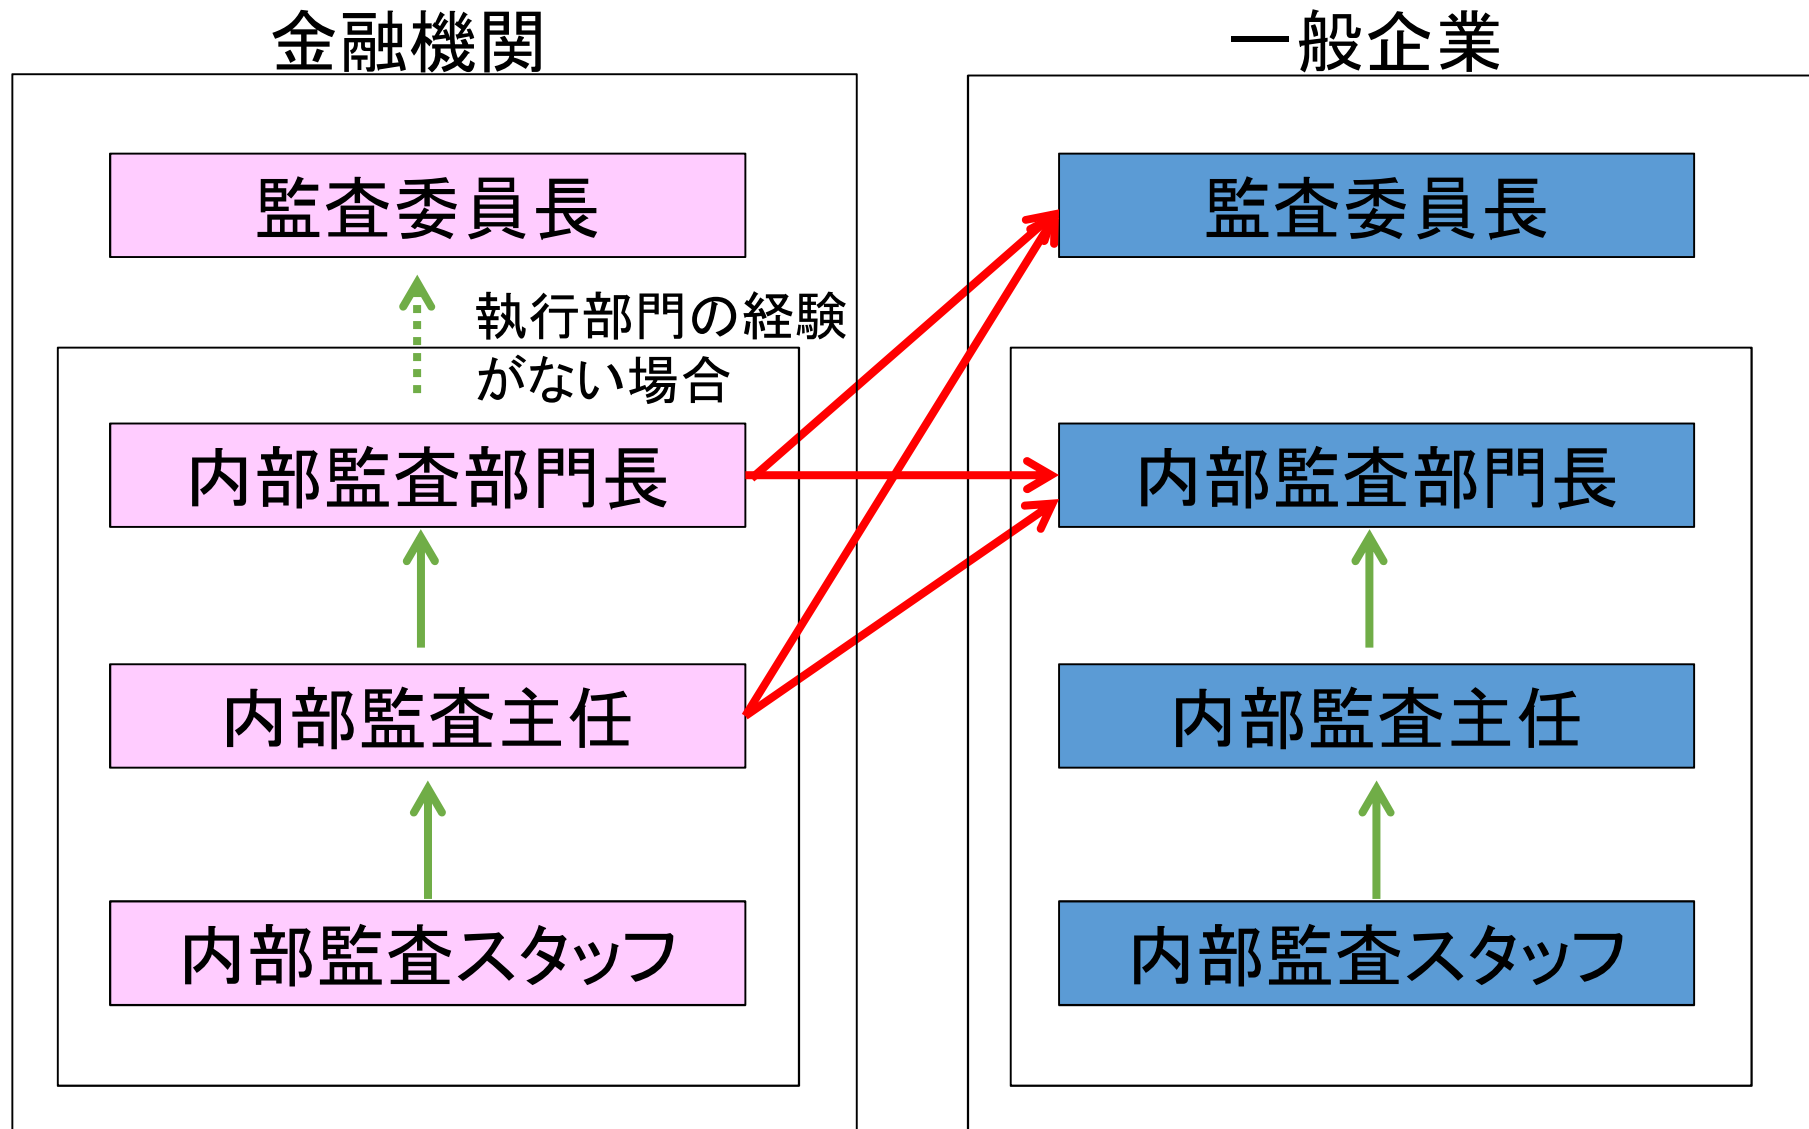 金融機関
一般企業
監査委員長
監査委員長
執行部門の経験
がない場合
内部監査部門長
内部監査部門長
内部監査主任
内部監査主任
内部監査スタッフ
内部監査スタッフ